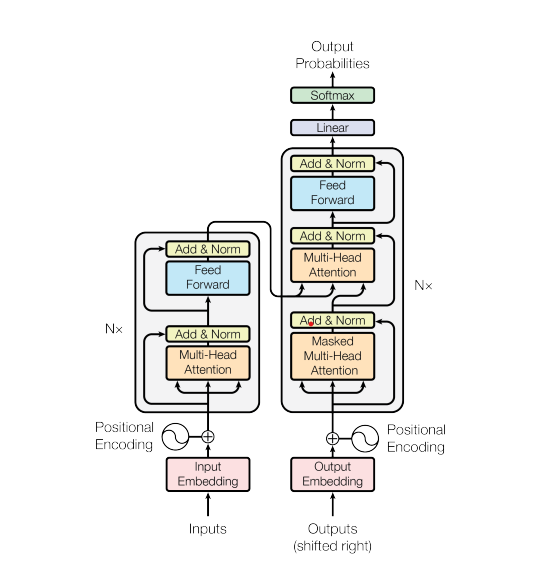 Output
Probabilities
Softmax
Linear
Add & Norm
Feed
Forward
Add & Norm
Multi-Head
Attention
Add & Norm
Masked
Multi-Head
Attention
N×
Add & Norm
Feed
Forward
Add & Norm
Multi-Head
Attention
N×
Positional
Encoding
Positional
Encoding
Input
Embedding
Output
Embedding
Inputs
Outputs
(shifted right)